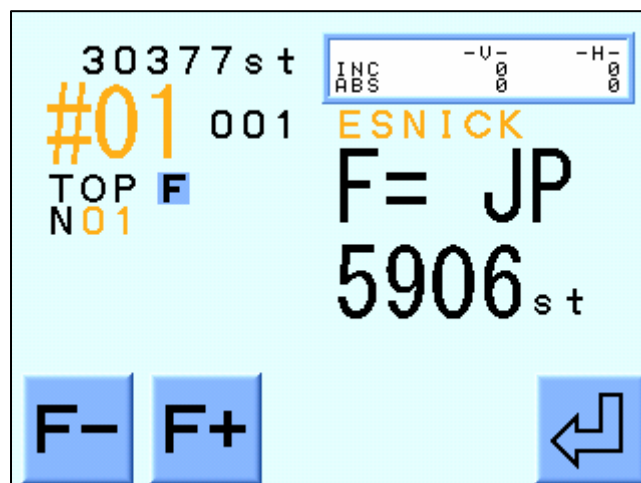 30377st
-V- -H-
INC 0 0
ABS 0 0
#01 001
ESNICK
TOP F
N01
F= JP
5906st
F- F+